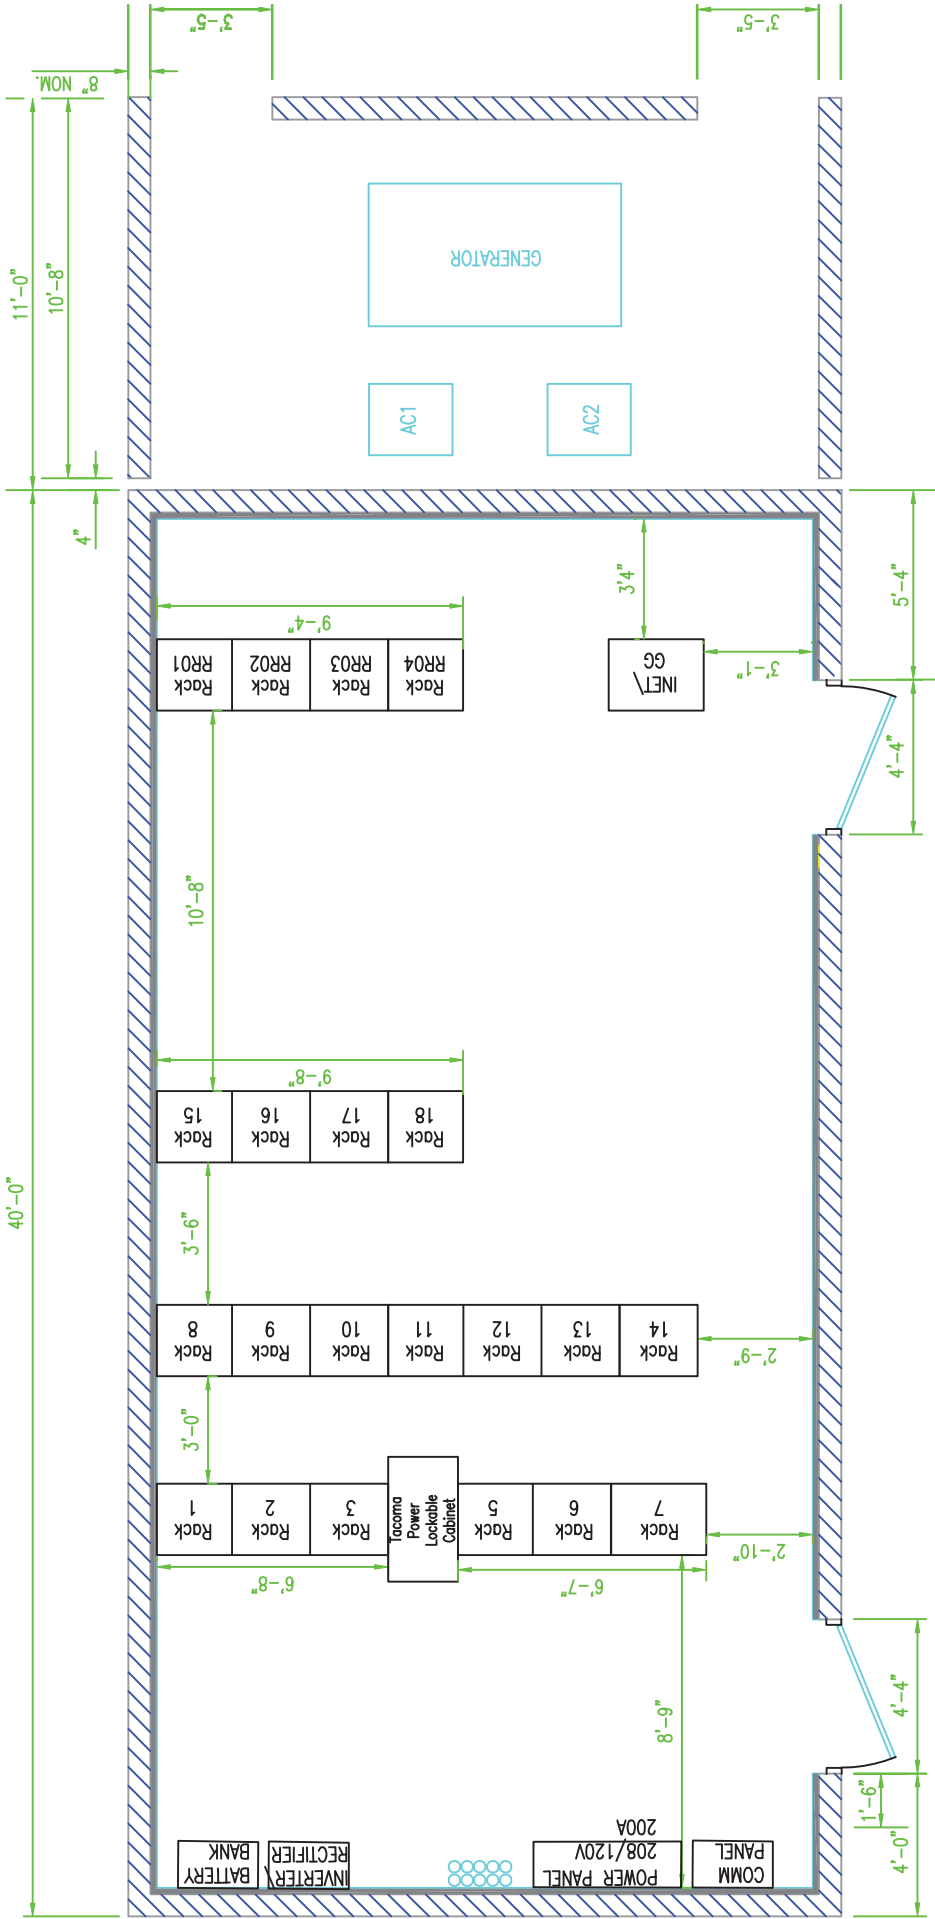 3'-5"
3'-5"
8" NOM.
11'-0"
10'-8"
GENERATOR
AC1
AC2
4"
9'-4"
3'4"
5'-4"
Rack
RR01
Rack
RR02
Rack
RR03
Rack
RR04
INET\
GG
3'-1"
4'-4"
10'-8"
9'-8"
Rack
15
Rack
16
Rack
17
Rack
18
40'-0"
3'-6"
Rack
8
Rack
9
Rack
10
Rack
11
Rack
12
Rack
13
Rack
14
2'-9"
3'-0"
Rack
1
Rack
2
Rack
3
Tacoma
Power
Lockable
Cabinet
Rack
5
Rack
6
Rack
7
2'-10"
6'-8"
6'-7"
8'-9"
4'-4"
1'-6"
4'-0"
BATTERY
BANK
INVERTER\
RECTIFIER
POWER PANEL
208/120V
200A
COMM
PANEL